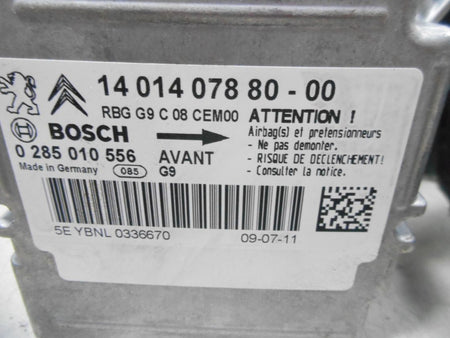 14 014 078 80 - 00
RBG G9 C 08 CEM00 ATTENTION !
BOSCH
Airbag(s) et pretensionneurs
- Ne pas demonter.
0 285 010 556 AVANT - RISQUE DE DECLENCHEMENT!
Made in Germany 085 G9 - Consulter la notice.
5E YBNL 0336670 09-07-11